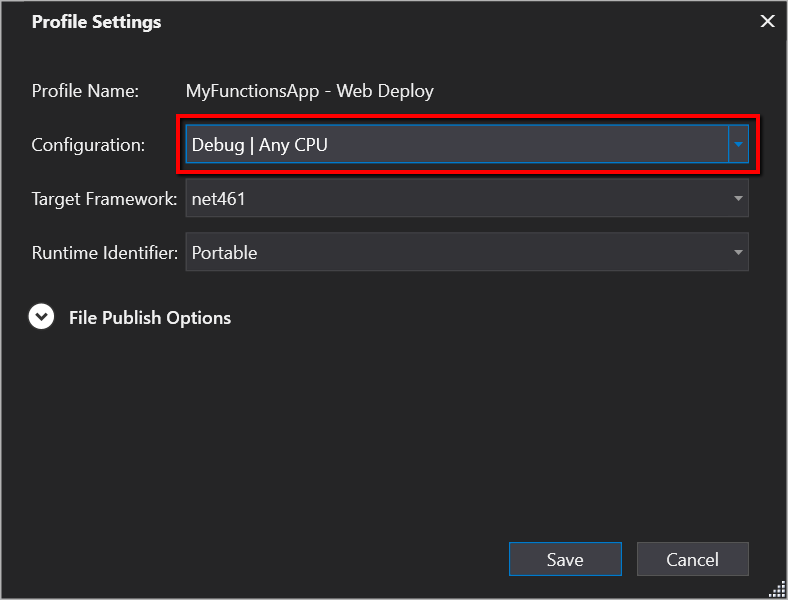 Profile Settings
Profile Name: MyFunctionsApp - Web Deploy
Configuration: Debug | Any CPU
Target Framework: net461
Runtime Identifier: Portable
File Publish Options
Save Cancel